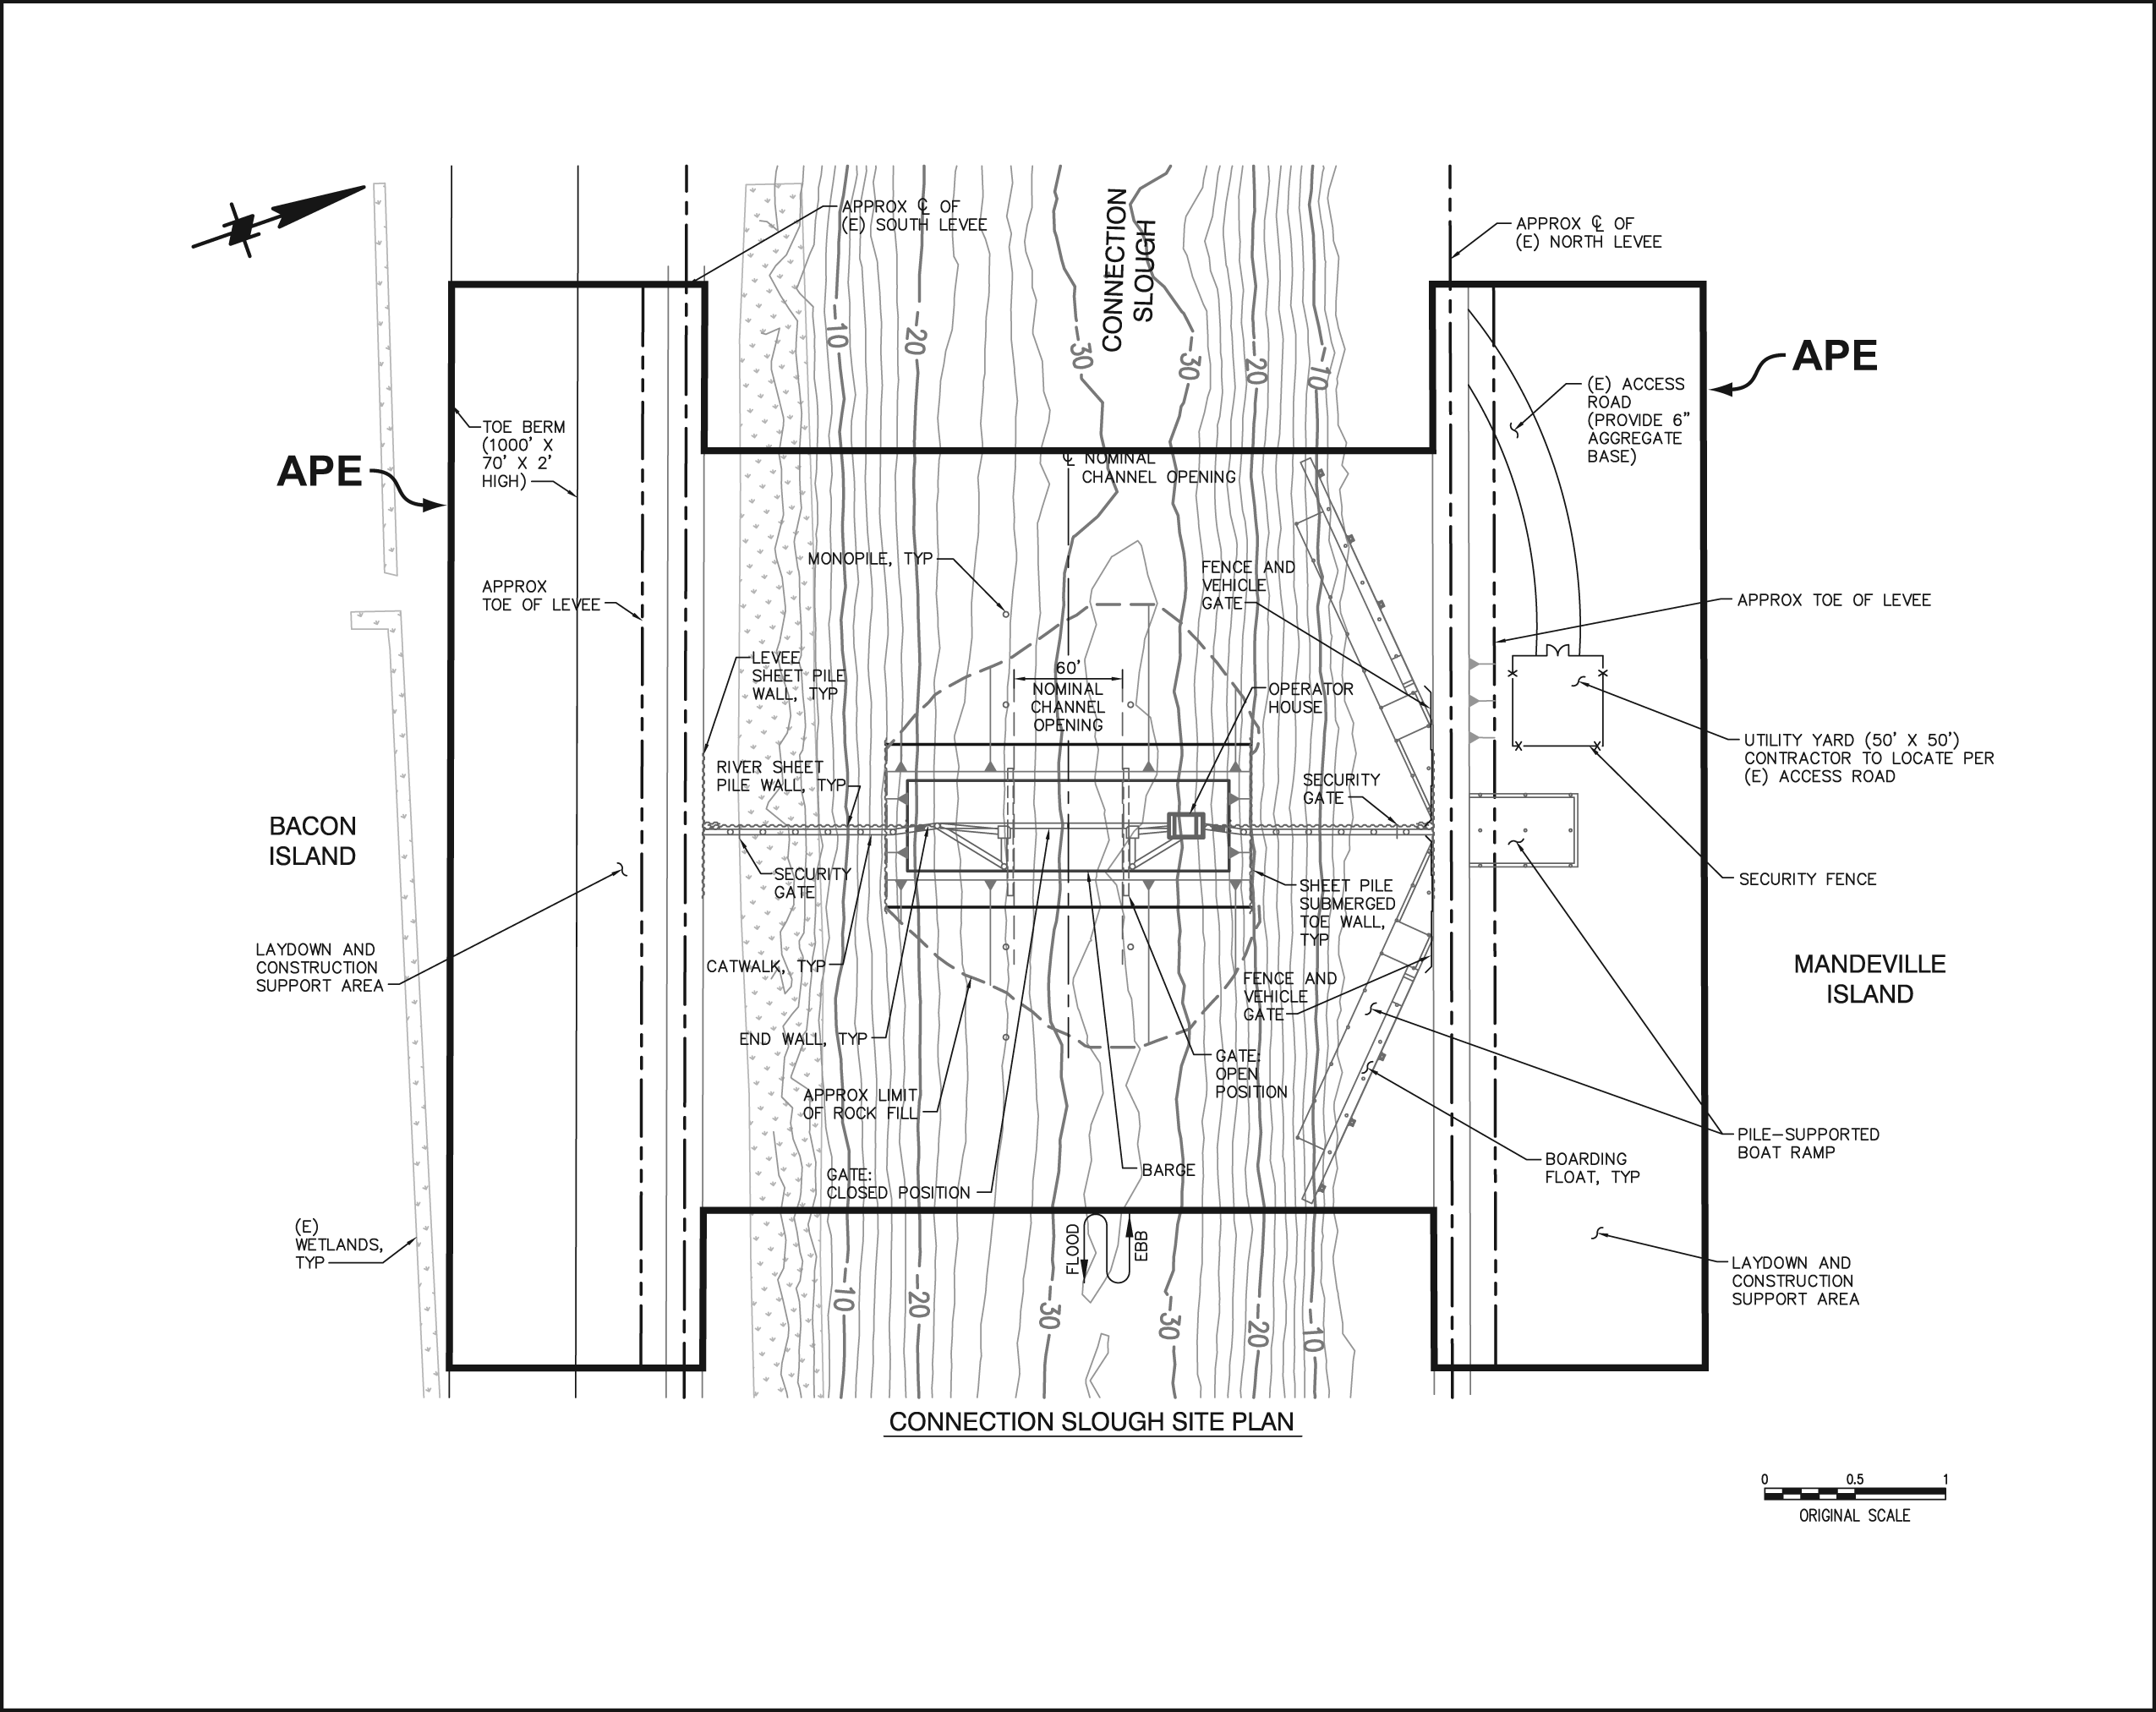 APPROX ℄ OF
(E) SOUTH LEVEE
CONNECTION
SLOUGH
APPROX ℄ OF
(E) NORTH LEVEE
10
20
30
30
20
10
APE
(E) ACCESS
ROAD
(PROVIDE 6"
AGGREGATE
BASE)
TOE BERM
(1000' X
70' X 2'
HIGH)
APE
℄ NOMINAL
CHANNEL OPENING
MONOPILE, TYP
FENCE AND
VEHICLE
GATE
APPROX
TOE OF LEVEE
APPROX TOE OF LEVEE
LEVEE
SHEET PILE
WALL, TYP
60'
NOMINAL
CHANNEL
OPENING
OPERATOR
HOUSE
UTILITY YARD (50' X 50')
CONTRACTOR TO LOCATE PER
(E) ACCESS ROAD
RIVER SHEET
PILE WALL, TYP
SECURITY
GATE
BACON
ISLAND
SECURITY
GATE
SHEET PILE
SUBMERGED
TOE WALL,
TYP
SECURITY FENCE
LAYDOWN AND
CONSTRUCTION
SUPPORT AREA
CATWALK, TYP
FENCE AND
VEHICLE
GATE
MANDEVILLE
ISLAND
END WALL, TYP
GATE:
OPEN
POSITION
APPROX LIMIT
OF ROCK FILL
PILE-SUPPORTED
BOAT RAMP
GATE:
CLOSED POSITION
BARGE
BOARDING
FLOAT, TYP
(E)
WETLANDS,
TYP
FLOOD
EBB
LAYDOWN AND
CONSTRUCTION
SUPPORT AREA
10
20
30
30
20
10
CONNECTION SLOUGH SITE PLAN
0 0.5 1
ORIGINAL SCALE